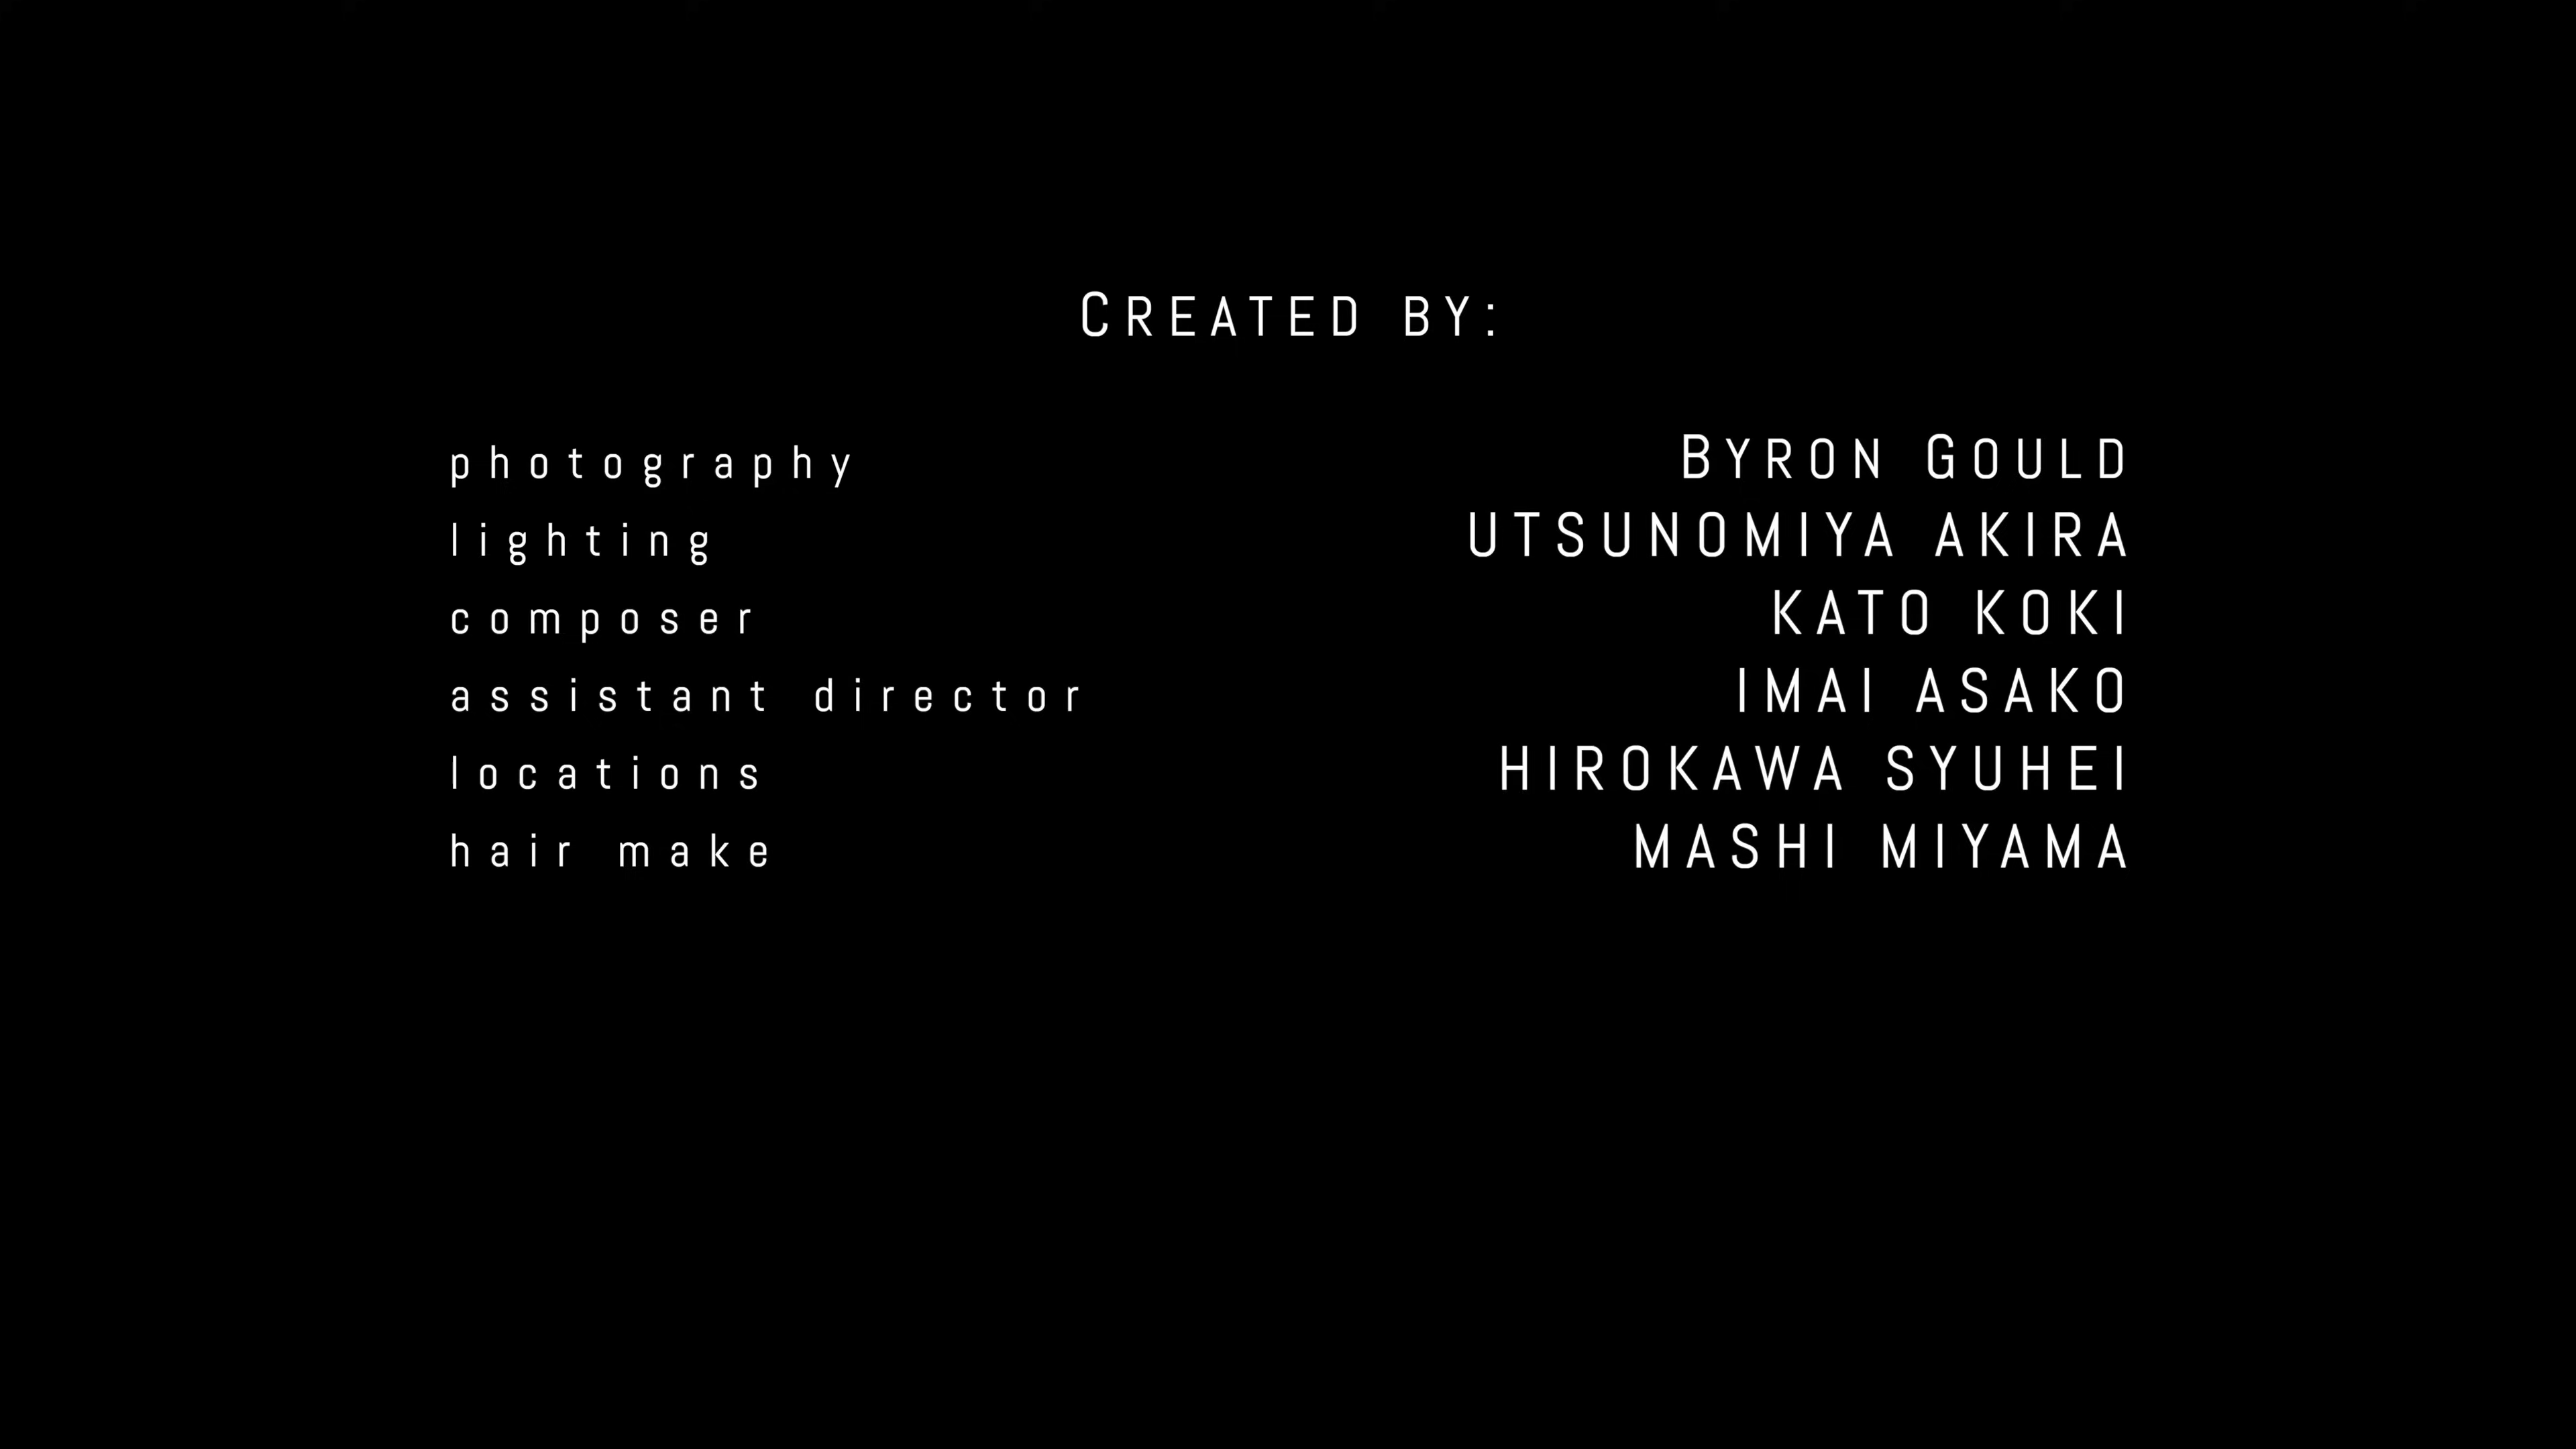 CREATED BY:
photography BYRON GOULD
lighting UTSUNOMIYA AKIRA
composer KATO KOKI
assistant director IMAI ASAKO
locations HIROKAWA SYUHEI
hair make MASHI MIYAMA